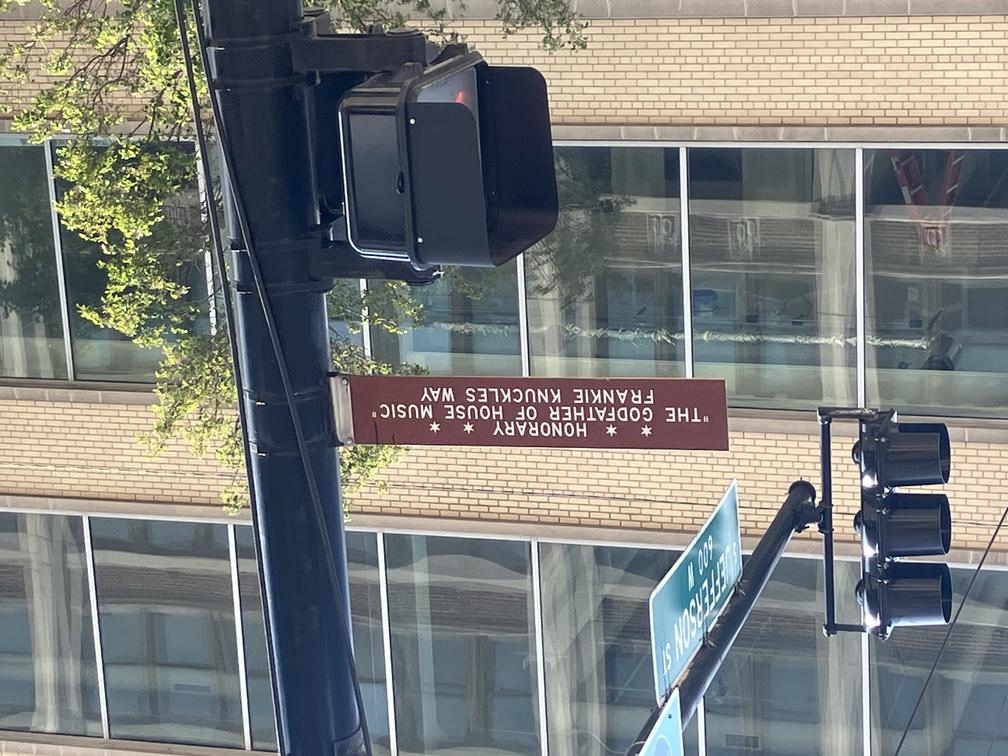 ★ ★ HONORARY ★ ★
"THE GODFATHER OF HOUSE MUSIC"
FRANKIE KNUCKLES WAY
S JEFFERSON ST
600 W